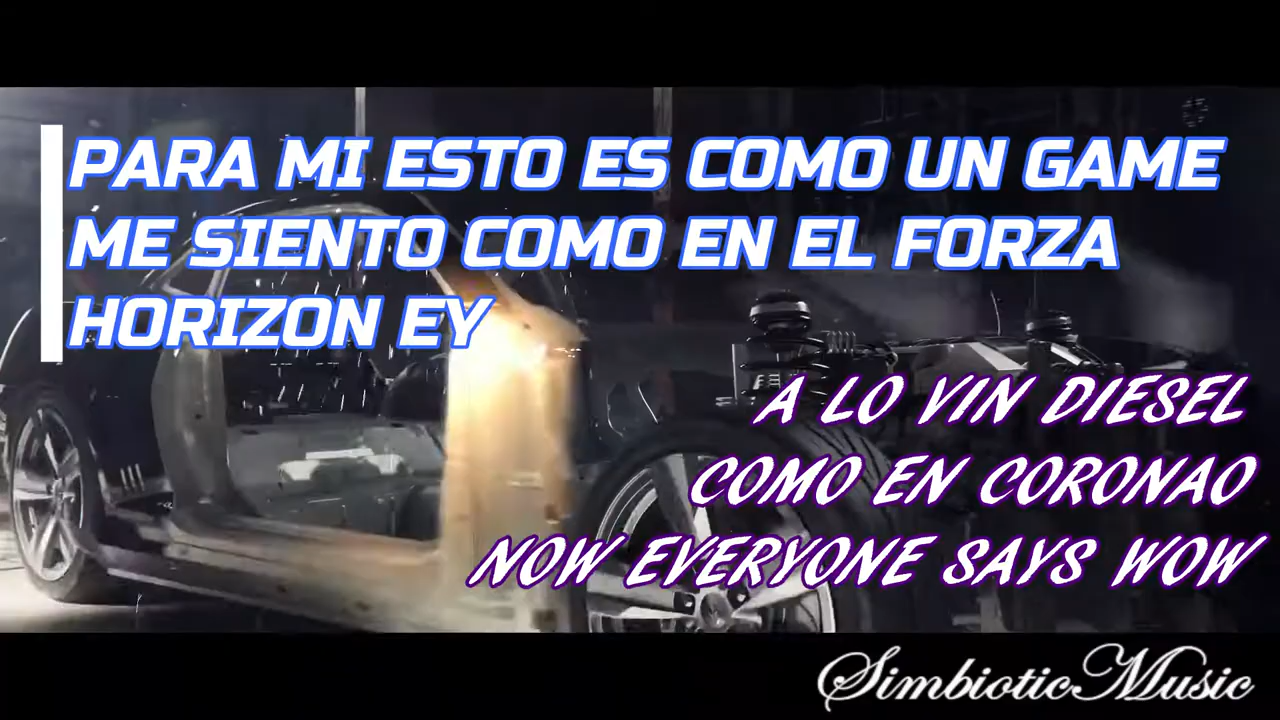 PARA MI ESTO ES COMO UN GAME
ME SIENTO COMO EN EL FORZA
HORIZON EY
A LO VIN DIESEL
COMO EN CORONAO
NOW EVERYONE SAYS WOW
SimbioticMusic